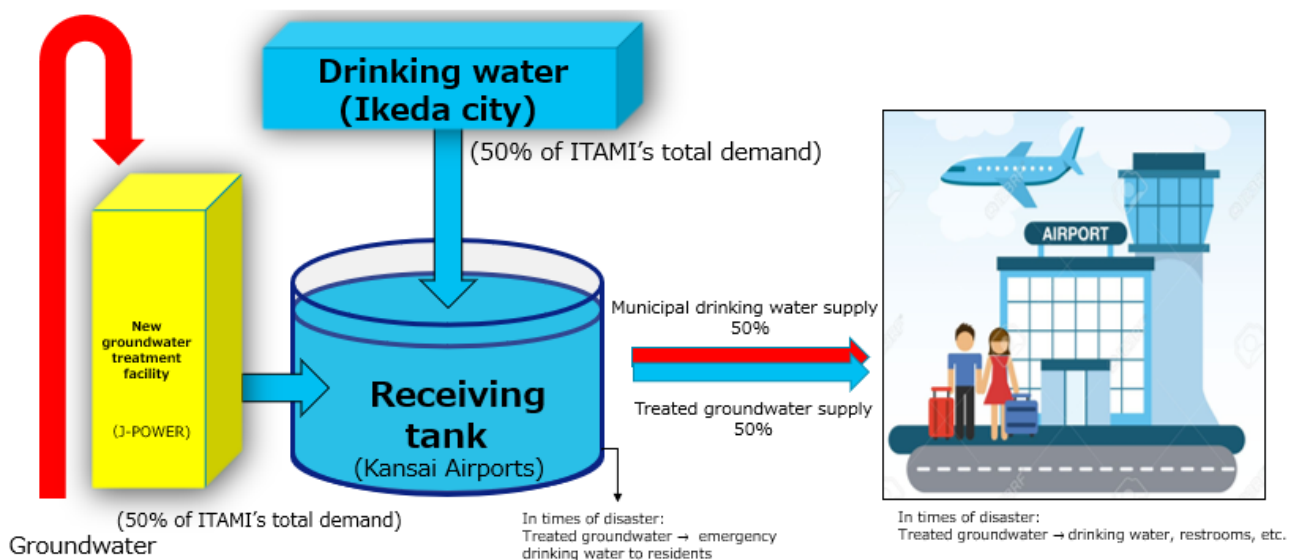 Drinking water
(Ikeda city)
(50% of ITAMI's total demand)
New
groundwater
treatment
facility
(J-POWER)
(50% of ITAMI's total demand)
Groundwater
Receiving
tank
(Kansai Airports)
In times of disaster:
Treated groundwater → emergency
drinking water to residents
Municipal drinking water supply
50%
Treated groundwater supply
50%
AIRPORT
In times of disaster:
Treated groundwater → drinking water, restrooms, etc.